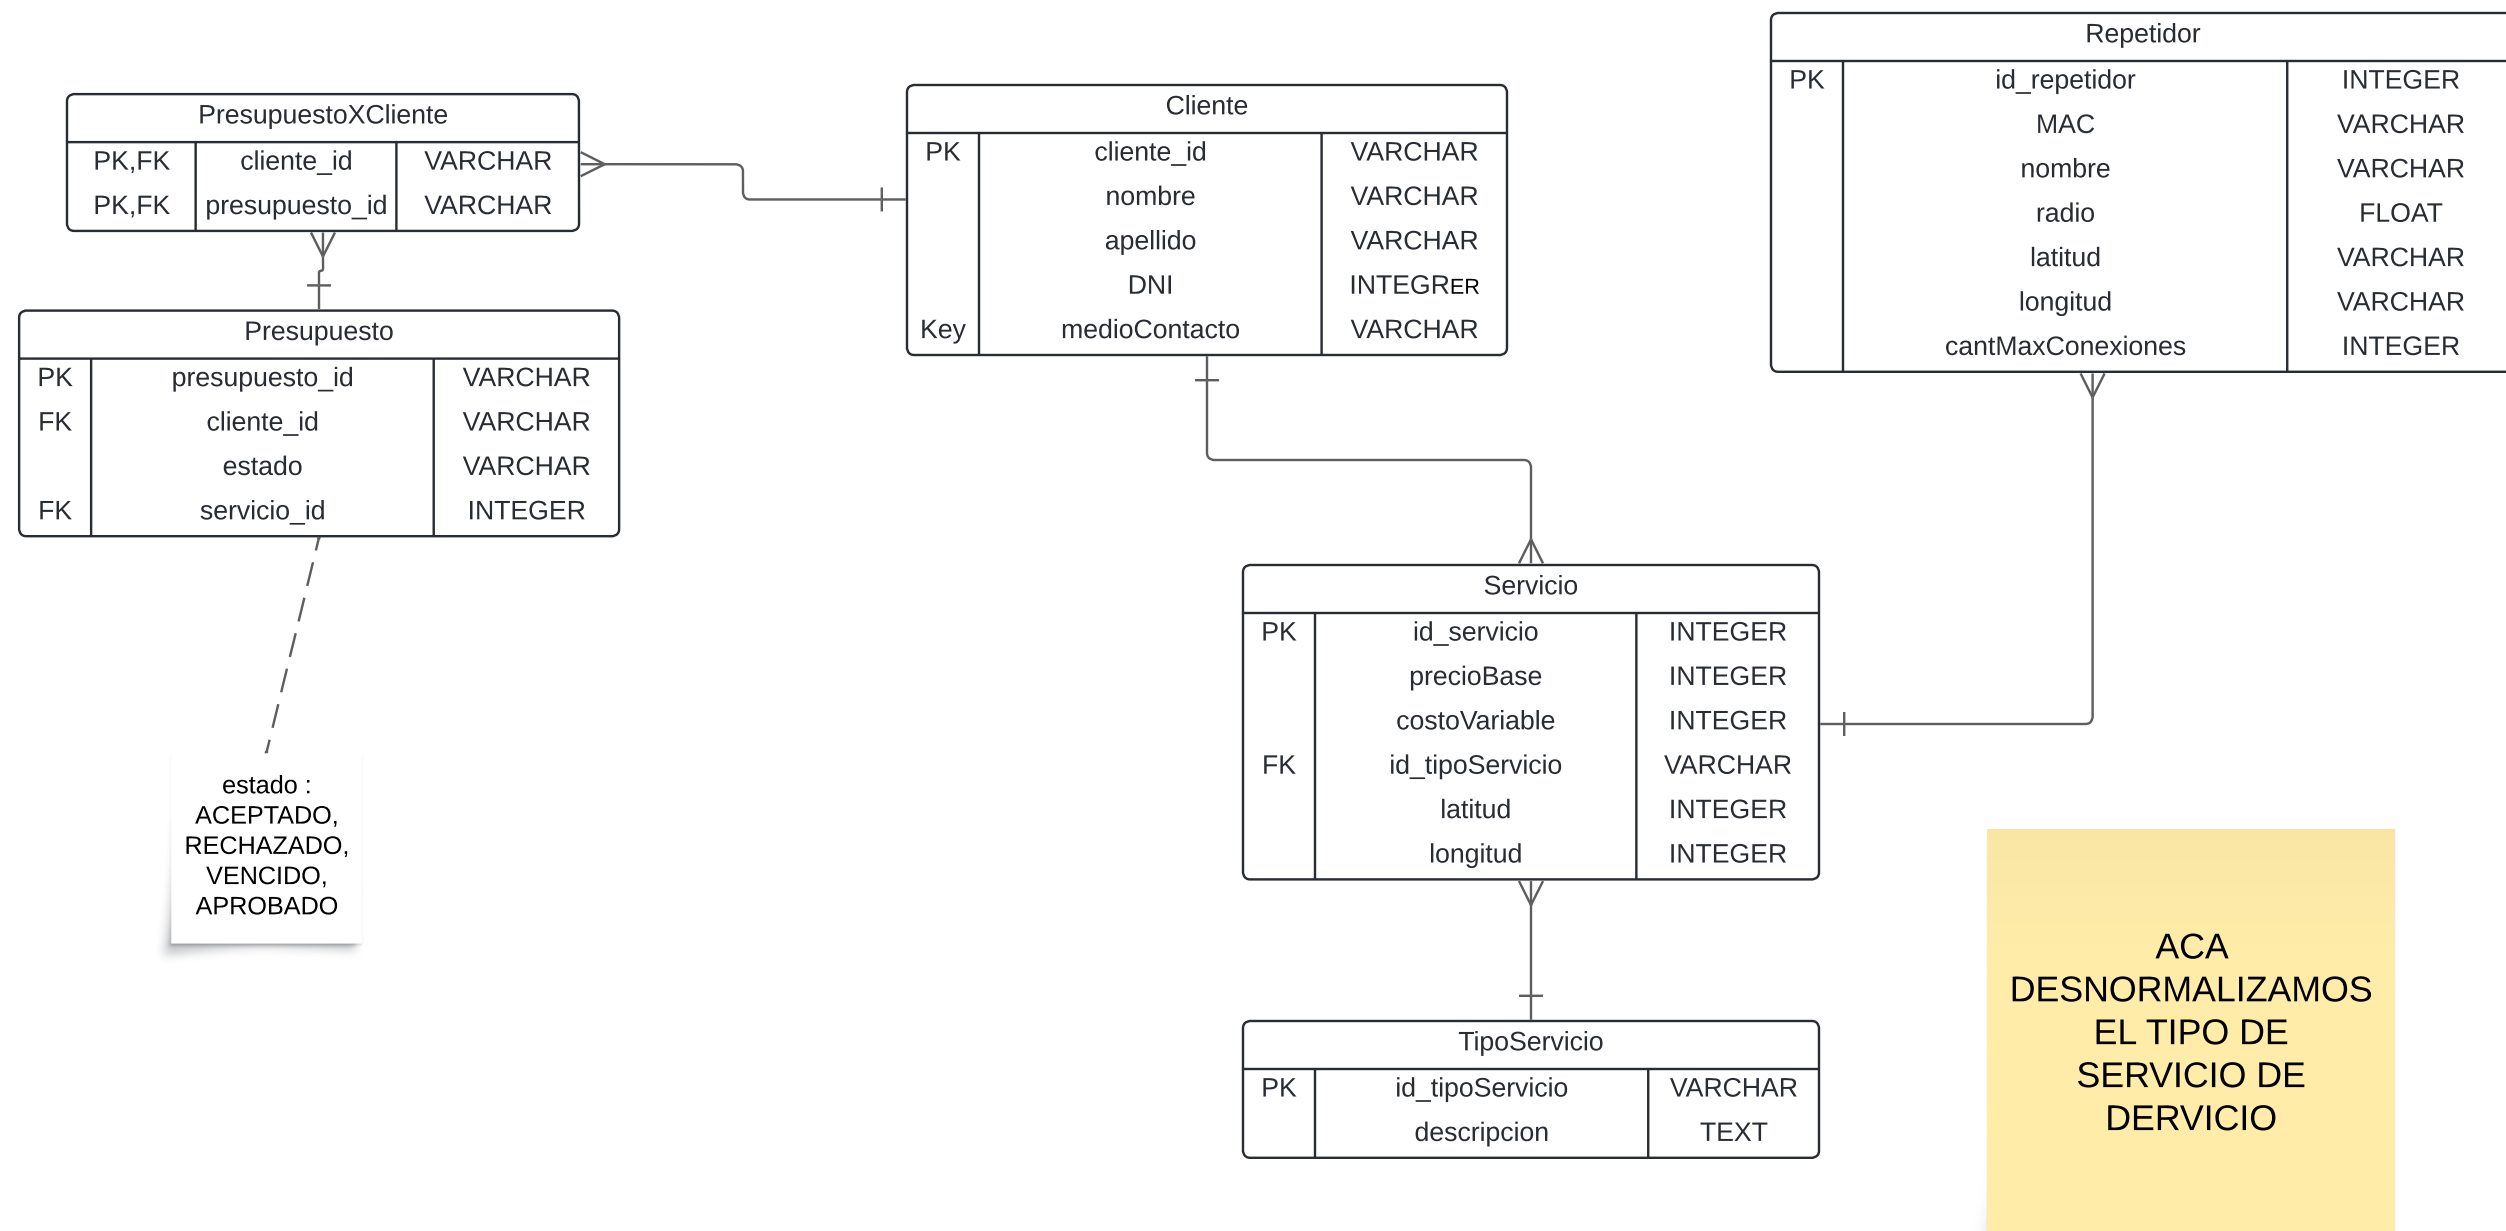 PresupuestoXCliente
PK,FK cliente_id VARCHAR
PK,FK presupuesto_id VARCHAR
Presupuesto
PK presupuesto_id VARCHAR
FK cliente_id VARCHAR
estado VARCHAR
FK servicio_id INTEGER
estado :
ACEPTADO,
RECHAZADO,
VENCIDO,
APROBADO
Cliente
PK cliente_id VARCHAR
nombre VARCHAR
apellido VARCHAR
DNI INTEGRER
Key medioContacto VARCHAR
Servicio
PK id_servicio INTEGER
precioBase INTEGER
costoVariable INTEGER
FK id_tipoServicio VARCHAR
latitud INTEGER
longitud INTEGER
TipoServicio
PK id_tipoServicio VARCHAR
descripcion TEXT
Repetidor
PK id_repetidor INTEGER
MAC VARCHAR
nombre VARCHAR
radio FLOAT
latitud VARCHAR
longitud VARCHAR
cantMaxConexiones INTEGER
ACA
DESNORMALIZAMOS
EL TIPO DE
SERVICIO DE
DERVICIO